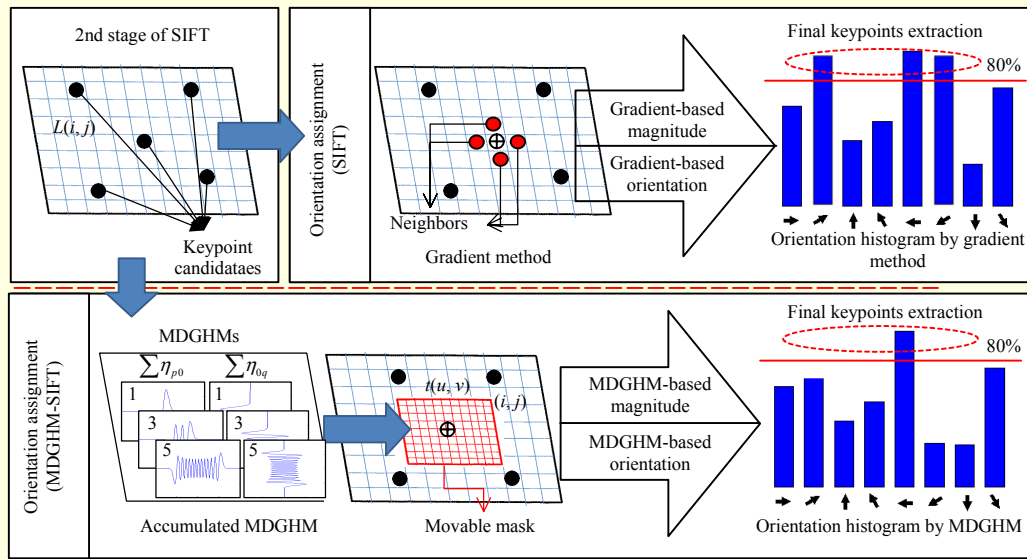 2nd stage of SIFT
L(i, j)
Keypoint
candidataes
Orientation assignment
(SIFT)
Neighbors
Gradient method
Gradient-based
magnitude
Gradient-based
orientation
Final keypoints extraction
80%
Orientation histogram by gradient
method
Orientation assignment
(MDGHM-SIFT)
MDGHMs
∑ηp0
∑η0q
1
1
3
3
5
5
Accumulated MDGHM
t(u, v)
(i, j)
Movable mask
MDGHM-based
magnitude
MDGHM-based
orientation
Final keypoints extraction
80%
Orientation histogram by MDGHM